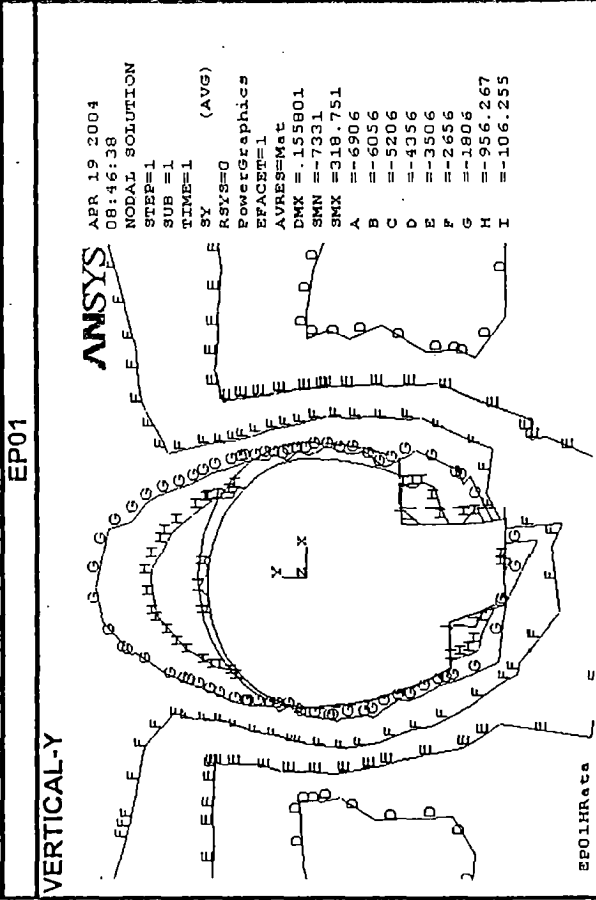 EP01
VERTICAL-Y
ANSYS
APR 19 2004
08:46:38
NODAL SOLUTION
STEP=1
SUB =1
TIME=1
SY (AVG)
RSYS=0
PowerGraphics
EFACET=1
AVRES=Mat
DMX =.155801
SMN =-7331
SMX =318.751
A =-6906
B =-6056
C =-5206
D =-4356
E =-3506
F =-2656
G =-1806
H =-956.267
I =-106.255
Y
Z X
EP01HRata